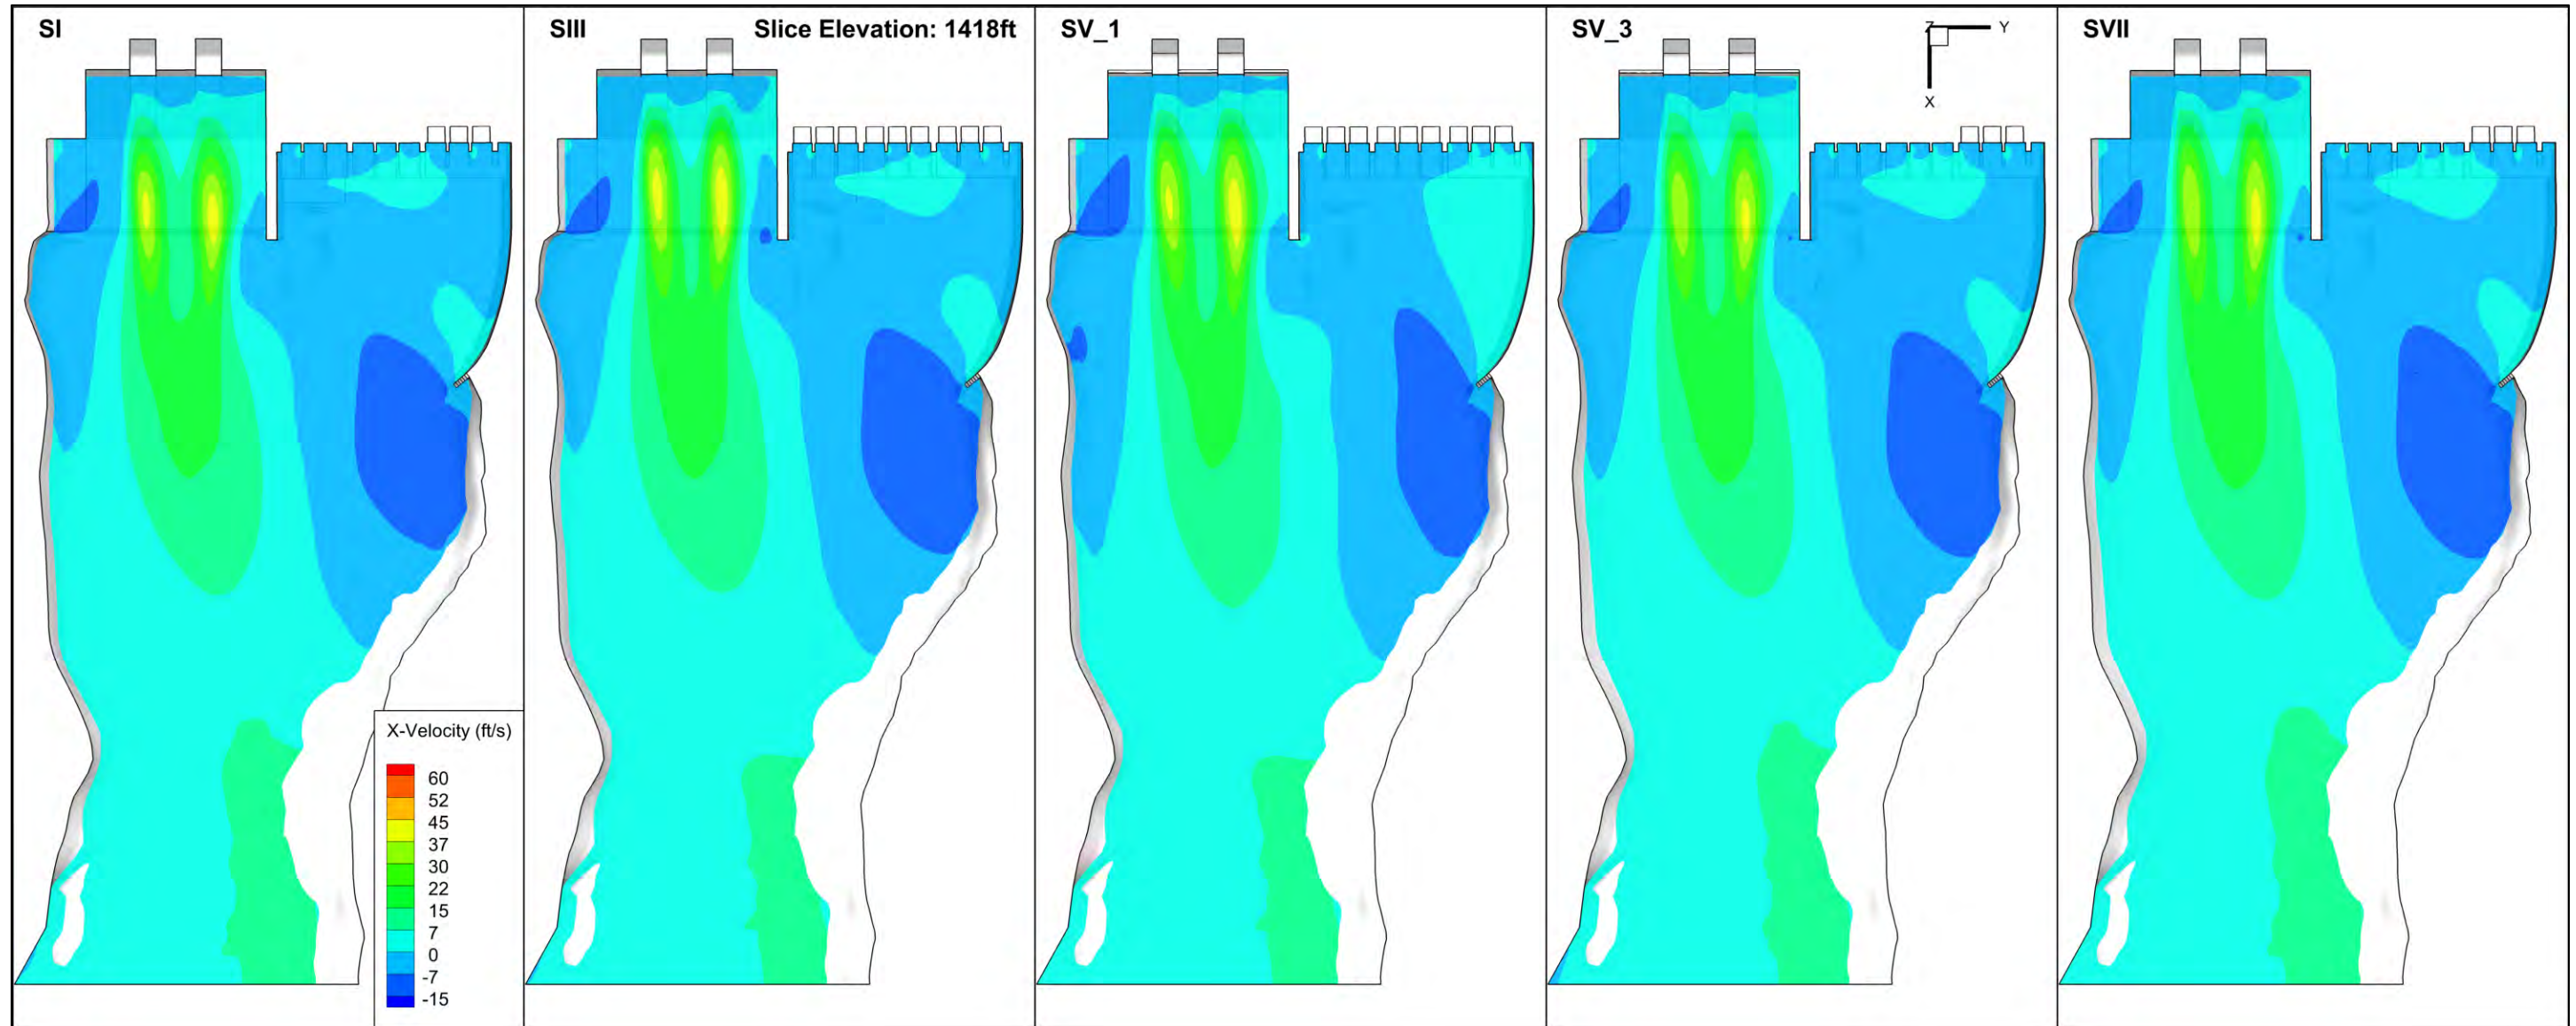 SI
SIII
Slice Elevation: 1418ft
SV_1
SV_3
Z
Y
X
SVII
X-Velocity (ft/s)
60
52
45
37
30
22
15
7
0
-7
-15